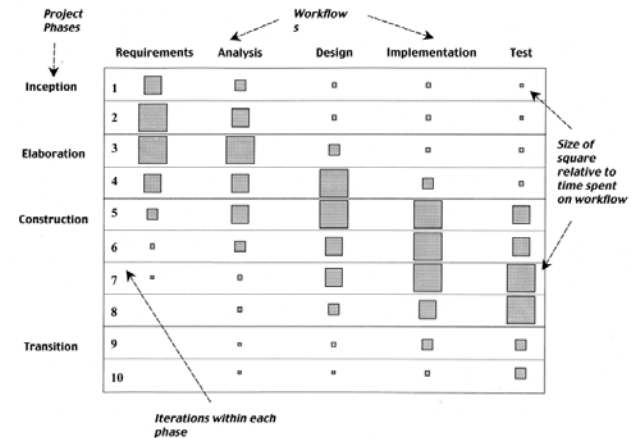 Project
Phases
Workflow
s
Requirements Analysis Design Implementation Test
Inception
1
2
Elaboration
3
4
Construction
5
6
7
8
Transition
9
10
Size of
square
relative to
time spent
on workflow
Iterations within each
phase